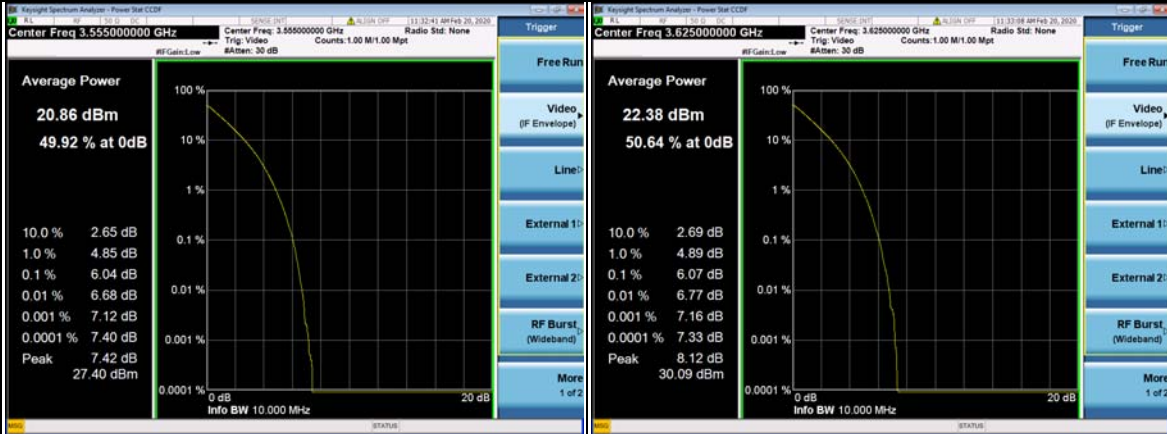 Keysight Spectrum Analyzer - Power Stat CCDF
RL RF 50 Ω DC SENSE:INT ALIGN OFF 11:32:41 AM Feb 20, 2020
Center Freq 3.555000000 GHz
Center Freq: 3.555000000 GHz Radio Std: None
Trig: Video Counts:1.00 M/1.00 Mpt
#IFGain:Low #Atten: 30 dB
Trigger
Free Run
Video
(IF Envelope)
Line
External 1
External 2
RF Burst
(Wideband)
More
1 of 2
Average Power
20.86 dBm
49.92 % at 0dB
10.0 % 2.65 dB
1.0 % 4.85 dB
0.1 % 6.04 dB
0.01 % 6.68 dB
0.001 % 7.12 dB
0.0001 % 7.40 dB
Peak 7.42 dB
27.40 dBm
100 %
10 %
1 %
0.1 %
0.01 %
0.001 %
0.0001 %
0 dB 20 dB
Info BW 10.000 MHz
MSG STATUS
Keysight Spectrum Analyzer - Power Stat CCDF
RL RF 50 Ω DC SENSE:INT ALIGN OFF 11:33:08 AM Feb 20, 2020
Center Freq 3.625000000 GHz
Center Freq: 3.625000000 GHz Radio Std: None
Trig: Video Counts:1.00 M/1.00 Mpt
#IFGain:Low #Atten: 30 dB
Trigger
Free Run
Video
(IF Envelope)
Line
External 1
External 2
RF Burst
(Wideband)
More
1 of 2
Average Power
22.38 dBm
50.64 % at 0dB
10.0 % 2.69 dB
1.0 % 4.89 dB
0.1 % 6.07 dB
0.01 % 6.77 dB
0.001 % 7.16 dB
0.0001 % 7.33 dB
Peak 8.12 dB
30.09 dBm
100 %
10 %
1 %
0.1 %
0.01 %
0.001 %
0.0001 %
0 dB 20 dB
Info BW 10.000 MHz
MSG STATUS